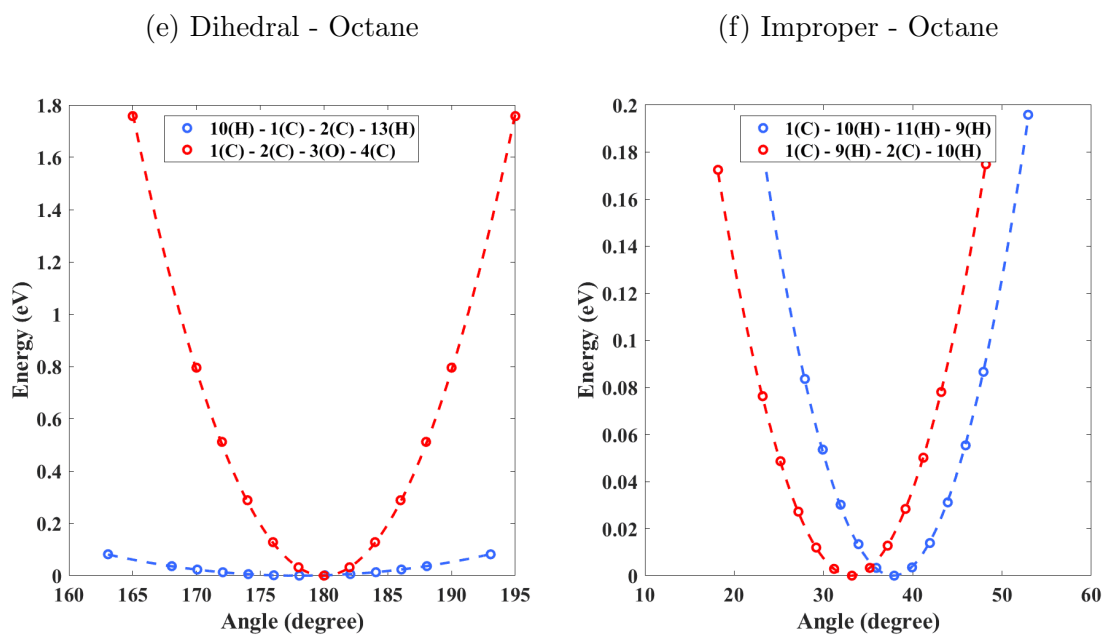 (e) Dihedral - Octane
1.8
1.6
1.4
1.2
1
0.8
0.6
0.4
0.2
0
Energy (eV)
10(H) - 1(C) - 2(C) - 13(H)
1(C) - 2(C) - 3(O) - 4(C)
160 165 170 175 180 185 190 195
Angle (degree)
(f) Improper - Octane
0.2
0.18
0.16
0.14
0.12
0.1
0.08
0.06
0.04
0.02
0
Energy (eV)
1(C) - 10(H) - 11(H) - 9(H)
1(C) - 9(H) - 2(C) - 10(H)
10 20 30 40 50 60
Angle (degree)